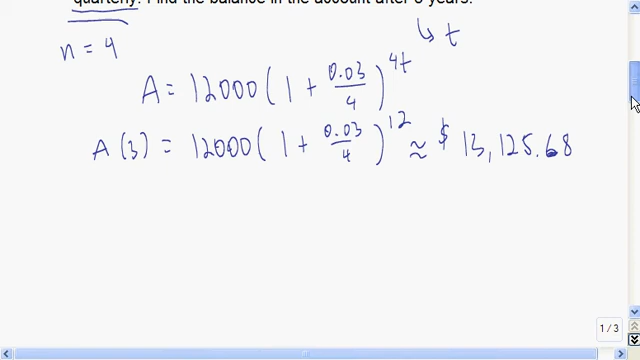 quarterly. Find the balance in the account after 3 years.
↳ t
n = 4
A = 12000(1 + 0.03/4)^4t
A(3) = 12000(1 + 0.03/4)^12 ≈ $ 13,125.68
1 / 3